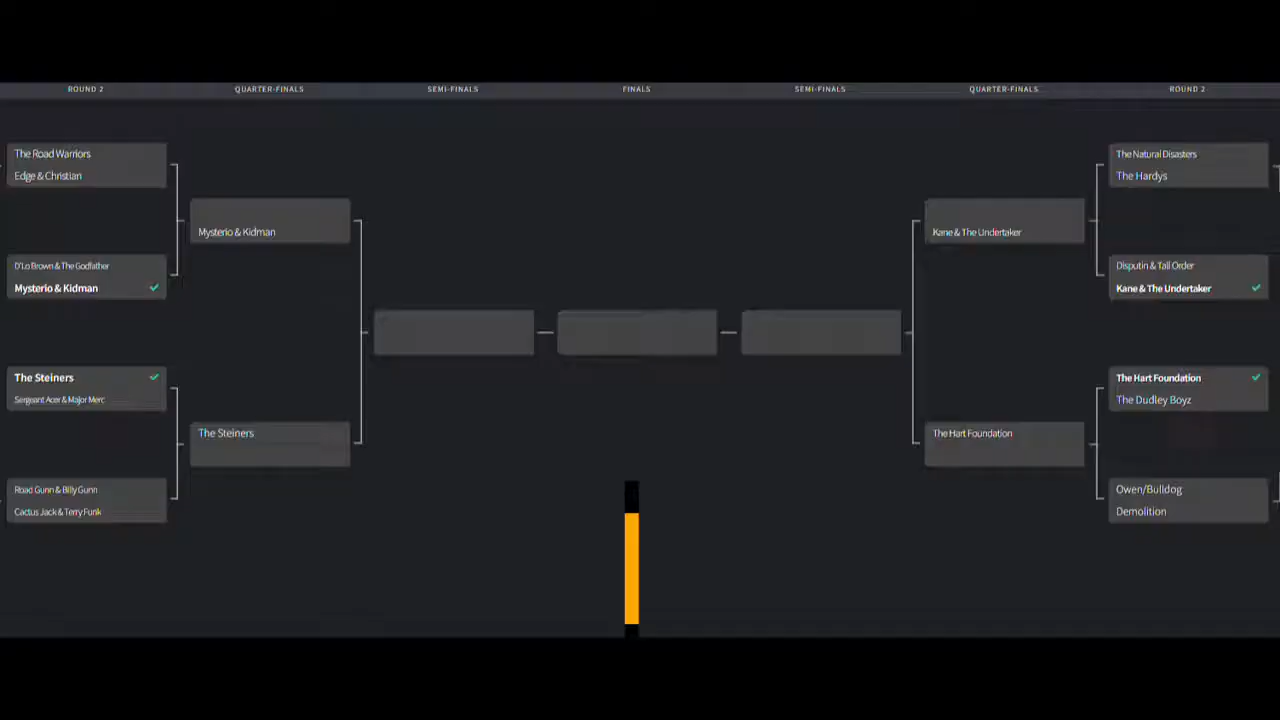 ROUND 2
QUARTER-FINALS
SEMI-FINALS
FINALS
SEMI-FINALS
QUARTER-FINALS
ROUND 2
The Road Warriors
Edge & Christian
D'Lo Brown & The Godfather
Mysterio & Kidman
The Steiners
Sergeant Acer & Major Merc
Road Gunn & Billy Gunn
Cactus Jack & Terry Funk
Mysterio & Kidman
The Steiners
Kane & The Undertaker
The Hart Foundation
The Natural Disasters
The Hardys
Disputin & Tall Order
Kane & The Undertaker
The Hart Foundation
The Dudley Boyz
Owen/Bulldog
Demolition